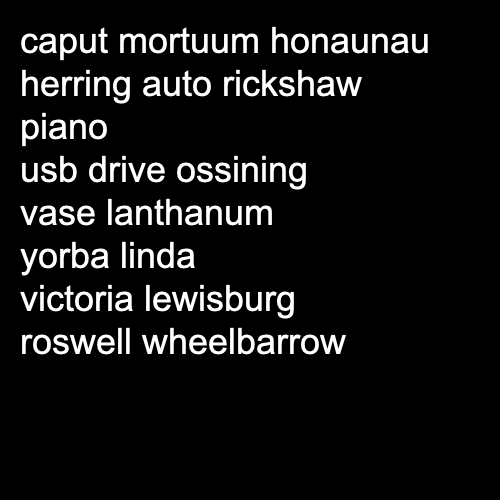 caput mortuum honaunau
herring auto rickshaw
piano
usb drive ossining
vase lanthanum
yorba linda
victoria lewisburg
roswell wheelbarrow